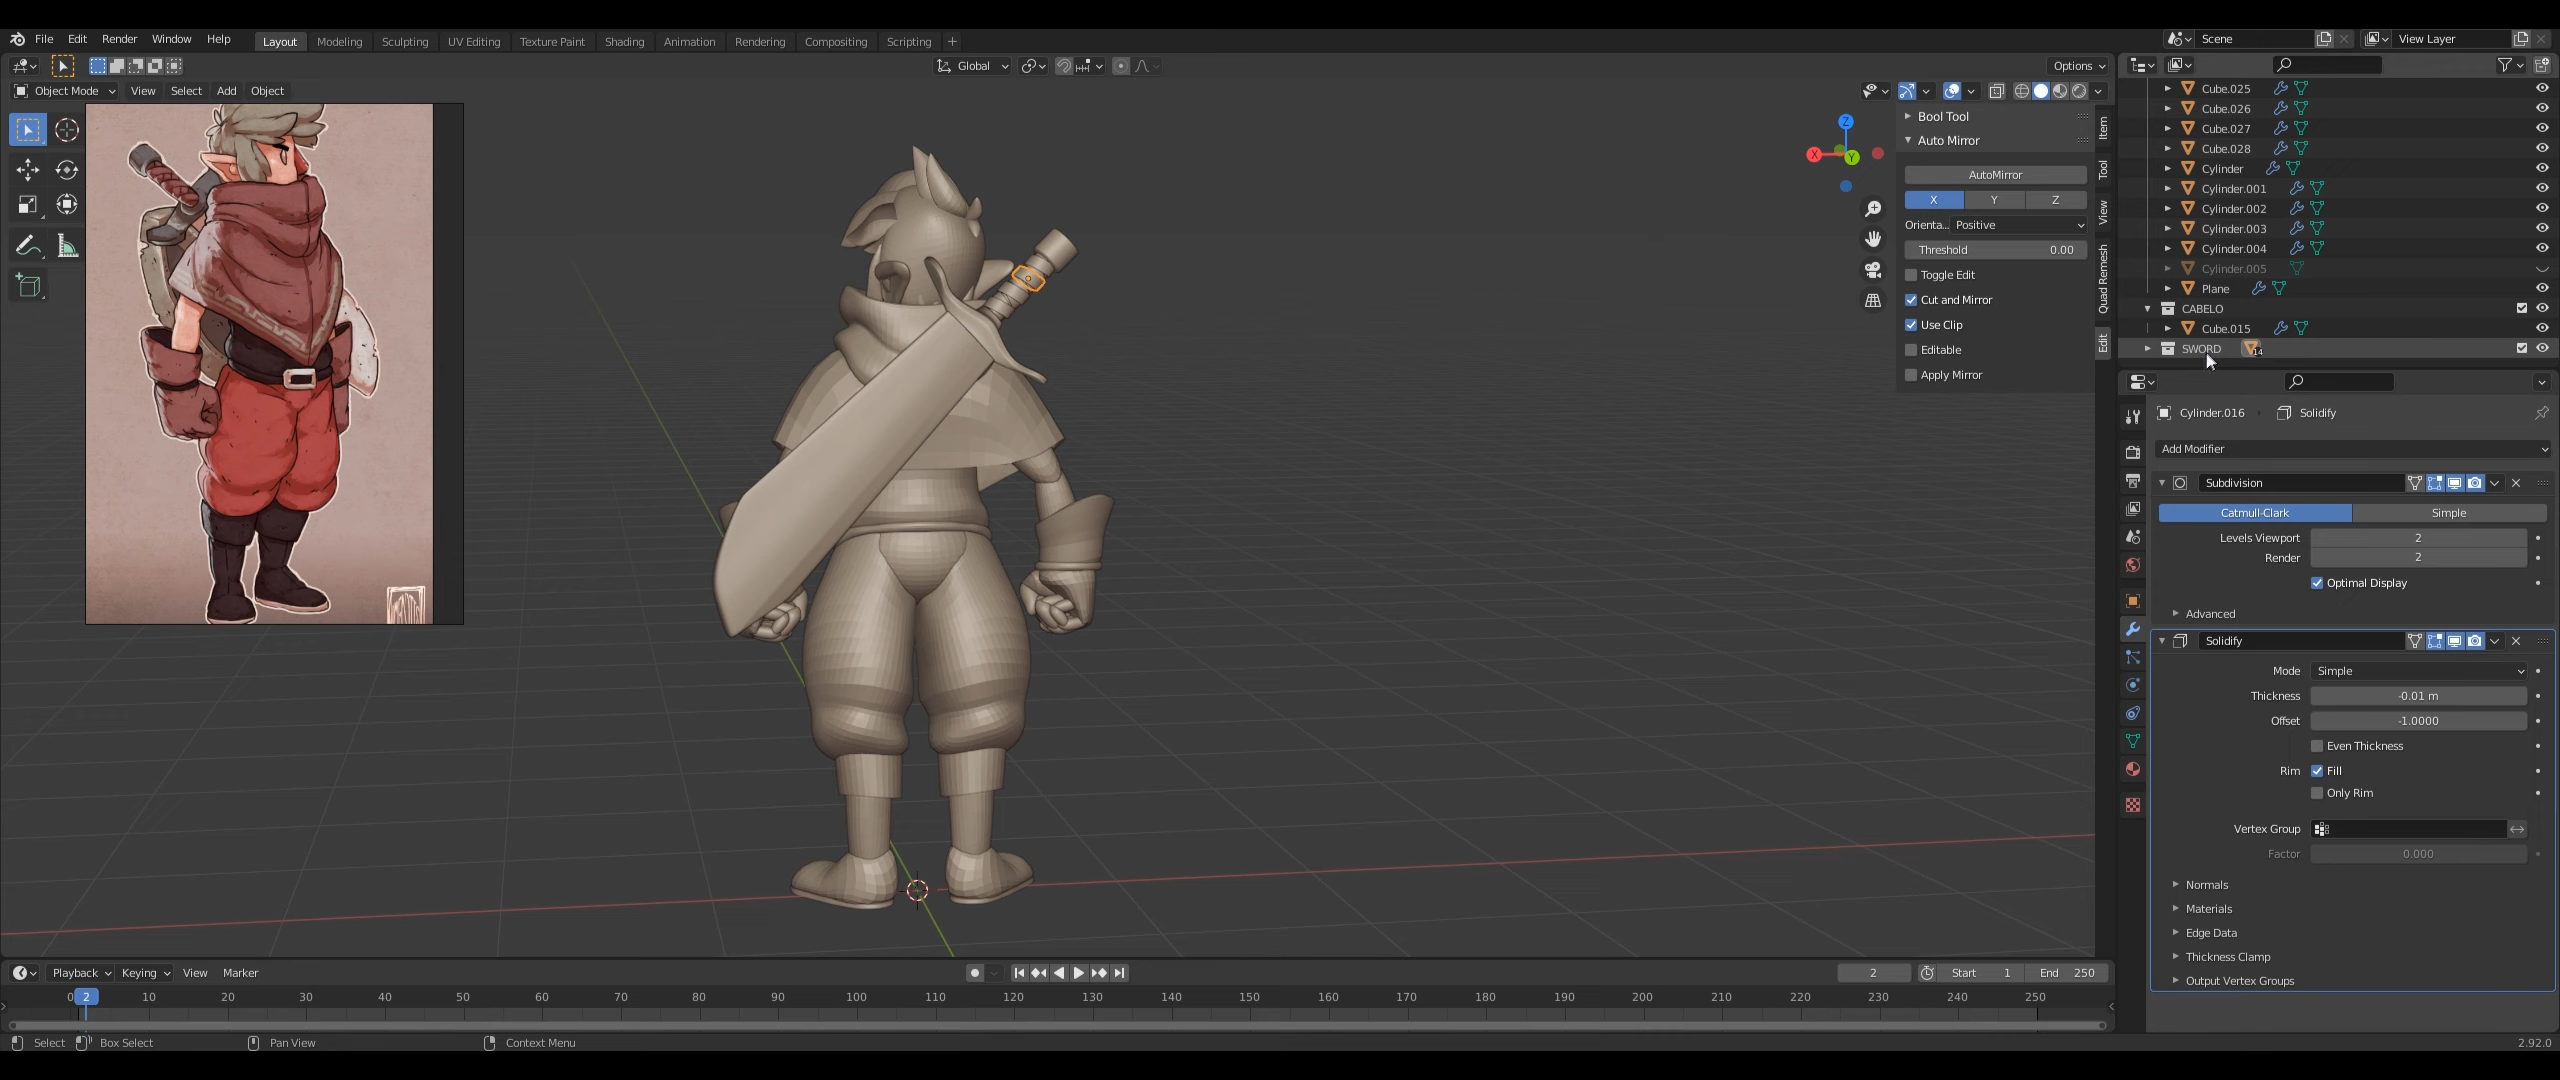 File Edit Render Window Help Layout Modeling Sculpting UV Editing Texture Paint Shading Animation Rendering Compositing Scripting + Scene View Layer
Global Options
Object Mode View Select Add Object
Bool Tool
Auto Mirror
AutoMirror
X Y Z
Orienta... Positive
Threshold 0.00
Toggle Edit
Cut and Mirror
Use Clip
Editable
Apply Mirror
Item
Tool
View
Quad Remesh
Edit
X
Y
Z
Cube.025
Cube.026
Cube.027
Cube.028
Cylinder
Cylinder.001
Cylinder.002
Cylinder.003
Cylinder.004
Cylinder.005
Plane
CABELO
Cube.015
SWORD 14
Cylinder.016 Solidify
Add Modifier
Subdivision
Catmull-Clark Simple
Levels Viewport 2
Render 2
Optimal Display
Advanced
Solidify
Mode Simple
Thickness -0.01 m
Offset -1.0000
Even Thickness
Rim Fill
Only Rim
Vertex Group
Factor 0.000
Normals
Materials
Edge Data
Thickness Clamp
Output Vertex Groups
Playback Keying View Marker 2 Start 1 End 250
0 2 10 20 30 40 50 60 70 80 90 100 110 120 130 140 150 160 170 180 190 200 210 220 230 240 250
Select Box Select Pan View Context Menu 2.92.0